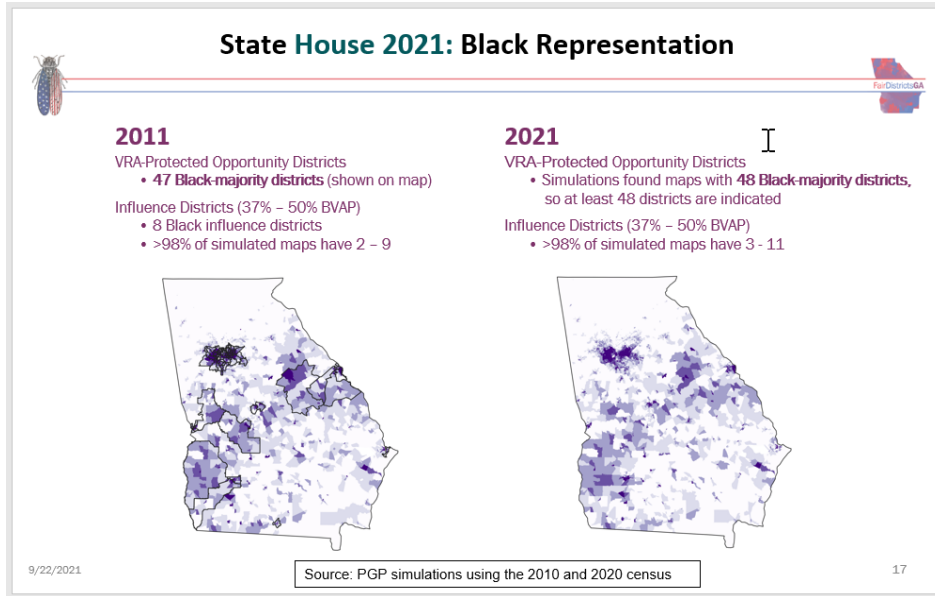 State House 2021: Black Representation
FairDistrictsGA
2011
VRA-Protected Opportunity Districts
• 47 Black-majority districts (shown on map)
Influence Districts (37% – 50% BVAP)
• 8 Black influence districts
• >98% of simulated maps have 2 – 9
2021
VRA-Protected Opportunity Districts
• Simulations found maps with 48 Black-majority districts,
so at least 48 districts are indicated
Influence Districts (37% – 50% BVAP)
• >98% of simulated maps have 3 - 11
9/22/2021
Source: PGP simulations using the 2010 and 2020 census
17